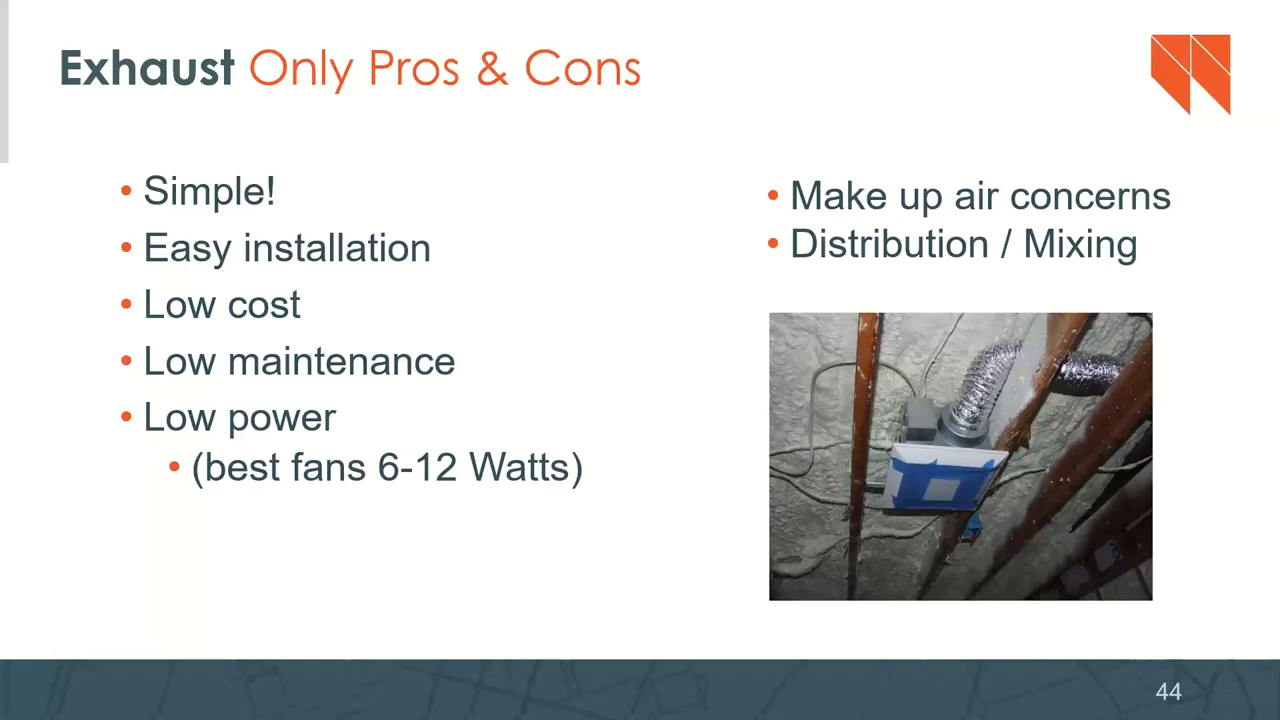 Exhaust Only Pros & Cons
• Simple!
• Easy installation
• Low cost
• Low maintenance
• Low power
• (best fans 6-12 Watts)
• Make up air concerns
• Distribution / Mixing
44